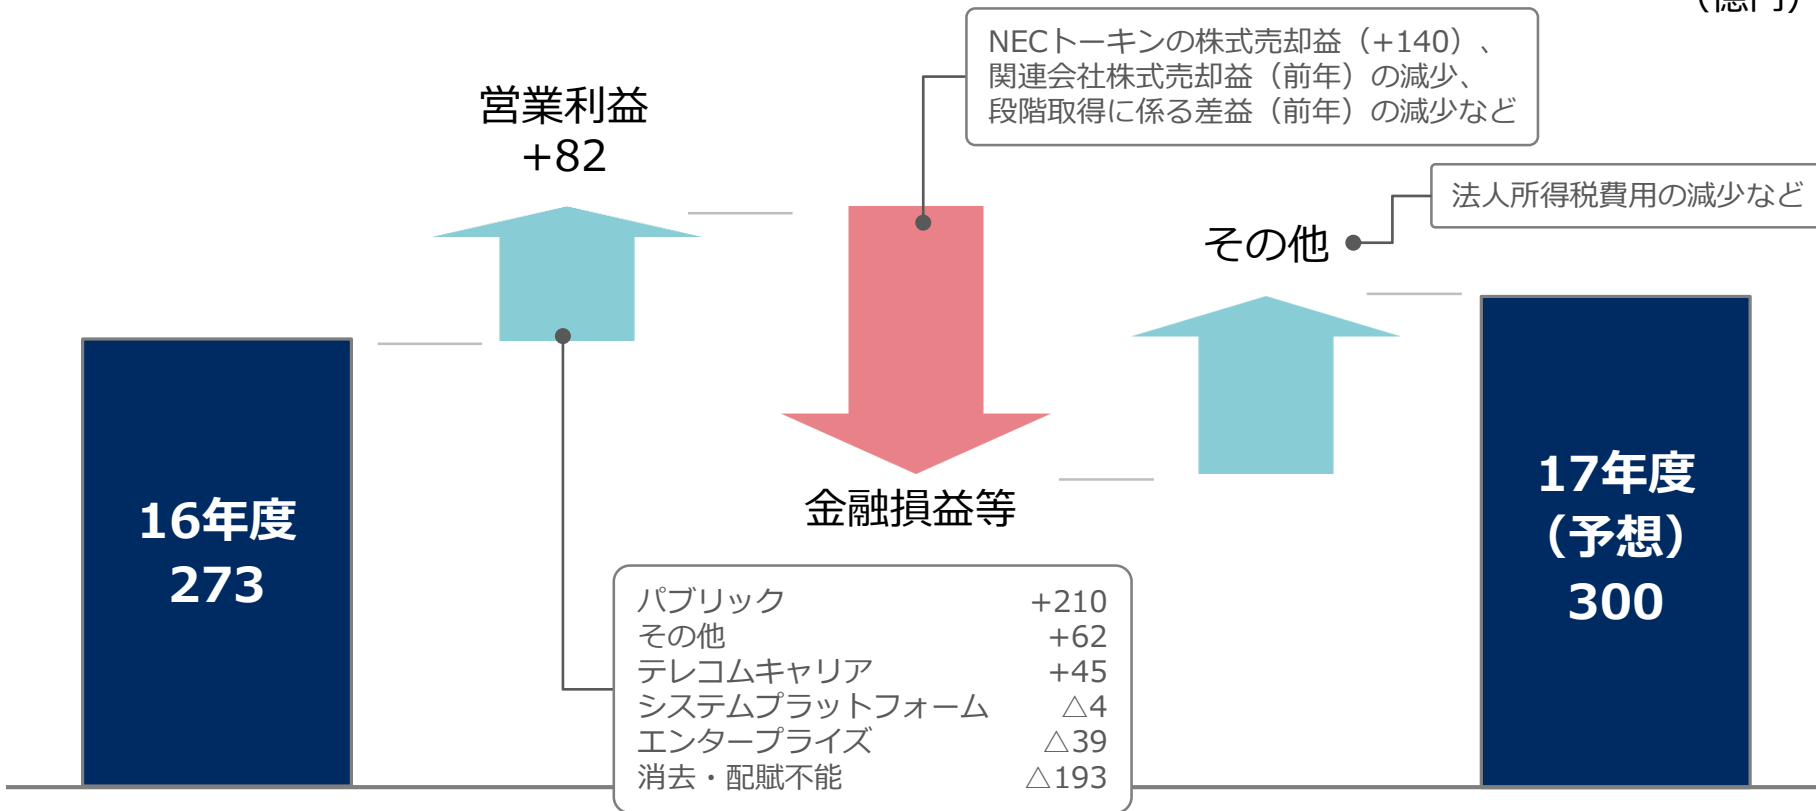 (億円)
NECトーキンの株式売却益（+140）、
関連会社株式売却益（前年）の減少、
段階取得に係る差益（前年）の減少など
営業利益
+82
法人所得税費用の減少など
その他
金融損益等
16年度
273
17年度
（予想）
300
パブリック +210
その他 +62
テレコムキャリア +45
システムプラットフォーム △4
エンタープライズ △39
消去・配賦不能 △193